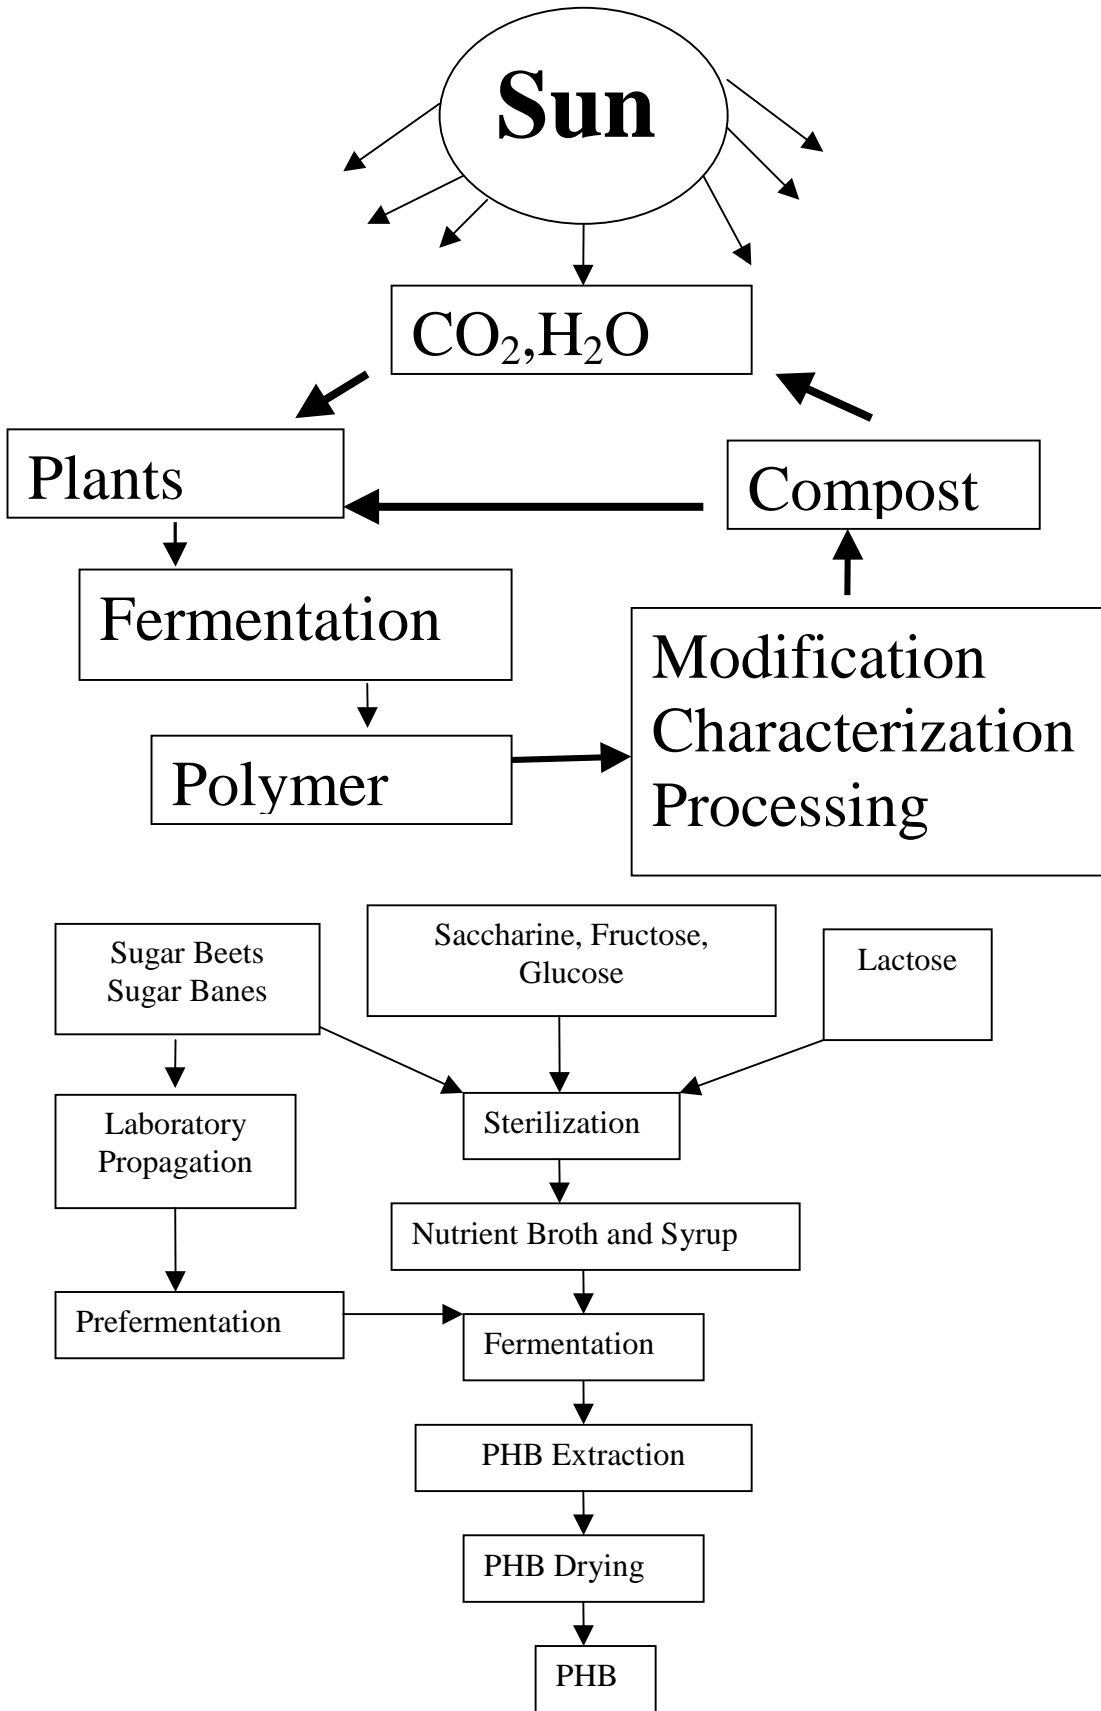 Sun
CO₂,H₂O
Plants
Compost
Fermentation
Modification
Characterization
Processing
Polymer
Sugar Beets
Sugar Banes
Saccharine, Fructose,
Glucose
Lactose
Laboratory
Propagation
Sterilization
Nutrient Broth and Syrup
Prefermentation
Fermentation
PHB Extraction
PHB Drying
PHB